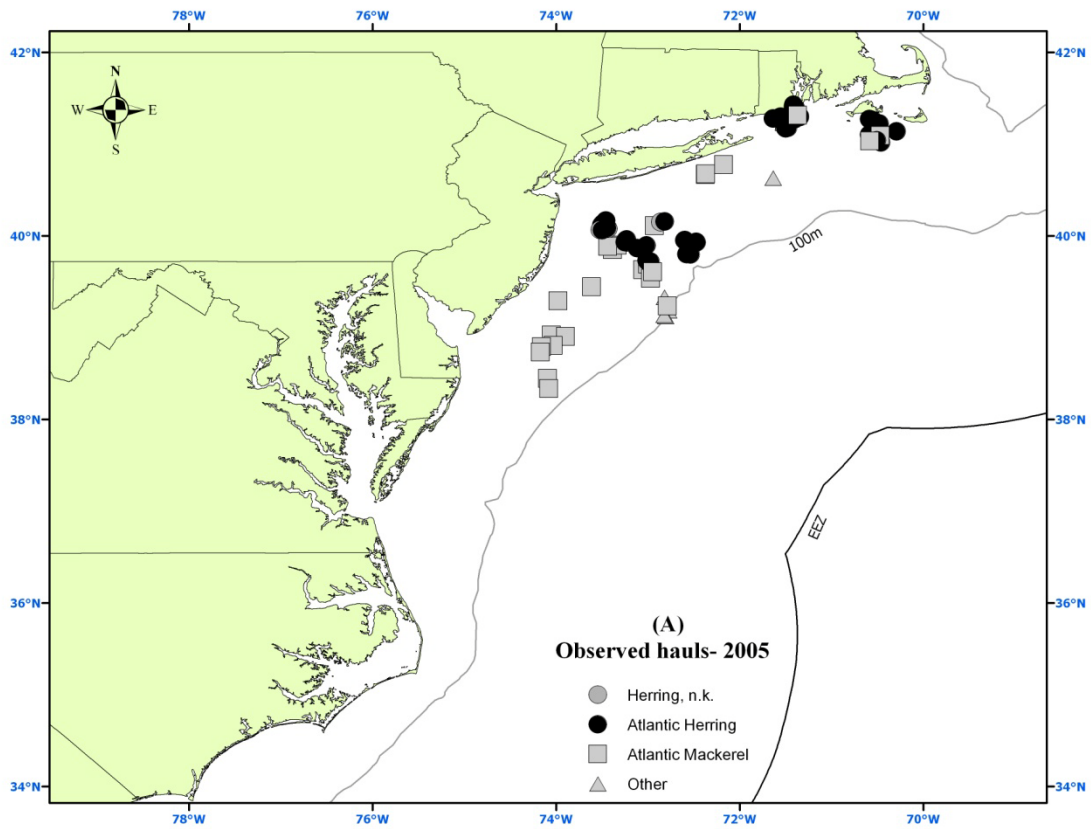 78°W 76°W 74°W 72°W 70°W
42°N 42°N
N
W E
S
40°N 40°N
100m
38°N 38°N
EEZ
36°N 36°N
(A)
Observed hauls- 2005
Herring, n.k.
Atlantic Herring
Atlantic Mackerel
Other
34°N 34°N
78°W 76°W 74°W 72°W 70°W